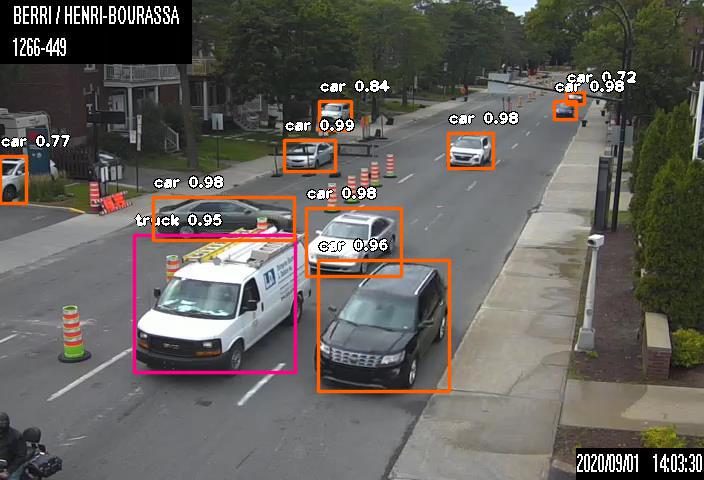 BERRI / HENRI-BOURASSA
1266-449
car 0.72
car 0.98
car 0.84
car 0.98
car 0.99
car 0.77
car 0.98
car 0.98
truck 0.95
car 0.96
2020/09/01 14:03:30